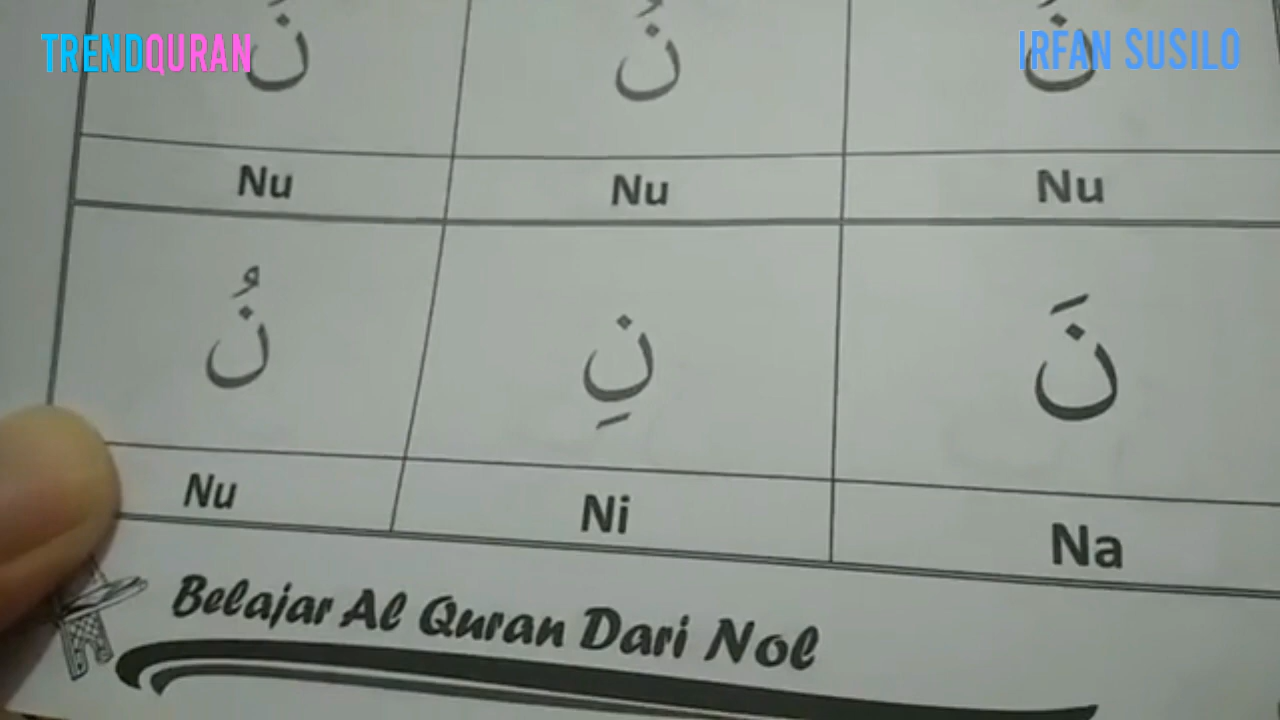 TRENDQURAN
IRFAN SUSILO
نُ نُ نُ
Nu Nu Nu
نُ نِ نَ
Nu Ni Na
Belajar Al Quran Dari Nol